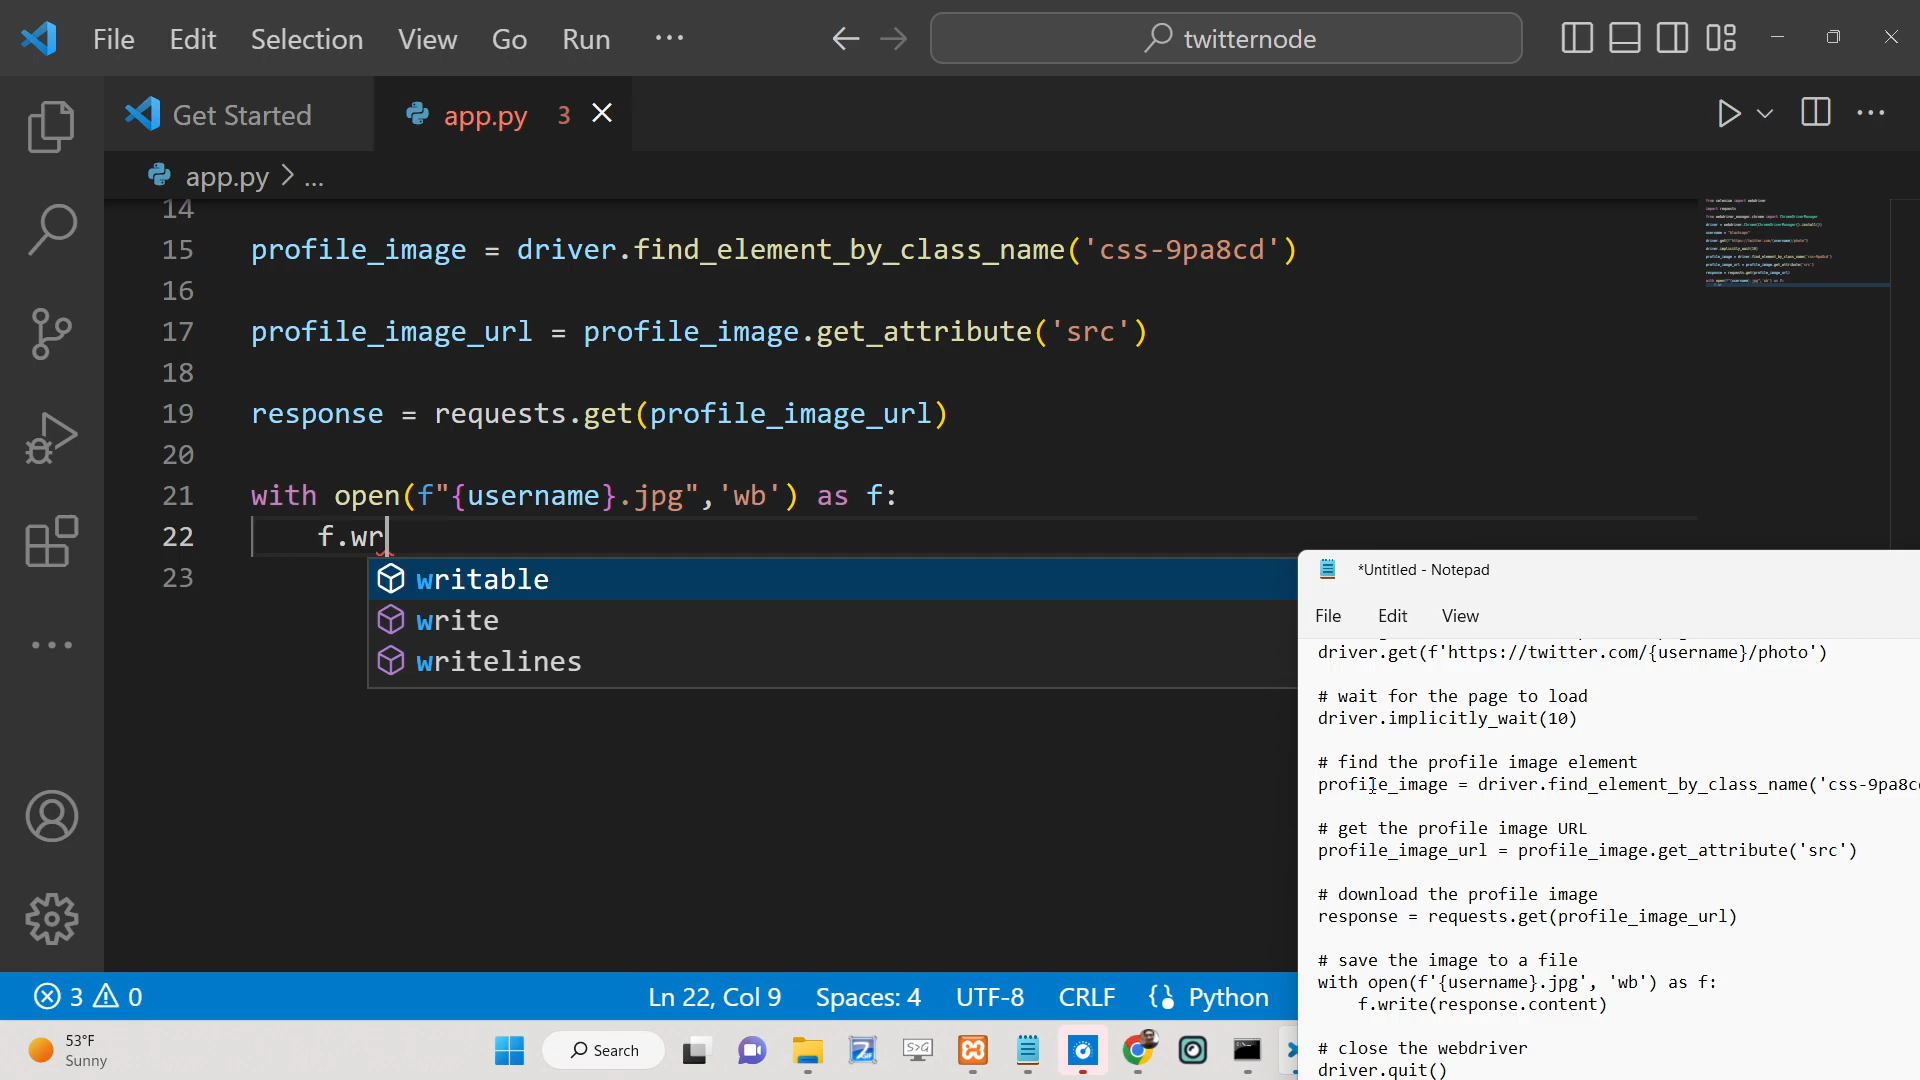 File Edit Selection View Go Run ···
twitternode
Get Started
app.py 3
app.py > ...
14
15 profile_image = driver.find_element_by_class_name('css-9pa8cd')
16
17 profile_image_url = profile_image.get_attribute('src')
18
19 response = requests.get(profile_image_url)
20
21 with open(f"{username}.jpg",'wb') as f:
22 f.wr
23
writable
write
writelines
*Untitled - Notepad
File Edit View
driver.get(f'https://twitter.com/{username}/photo')
# wait for the page to load
driver.implicitly_wait(10)
# find the profile image element
profile_image = driver.find_element_by_class_name('css-9pa8c
# get the profile image URL
profile_image_url = profile_image.get_attribute('src')
# download the profile image
response = requests.get(profile_image_url)
# save the image to a file
with open(f'{username}.jpg', 'wb') as f:
f.write(response.content)
# close the webdriver
driver.quit()
3 0 Ln 22, Col 9 Spaces: 4 UTF-8 CRLF Python
53°F
Sunny
Search